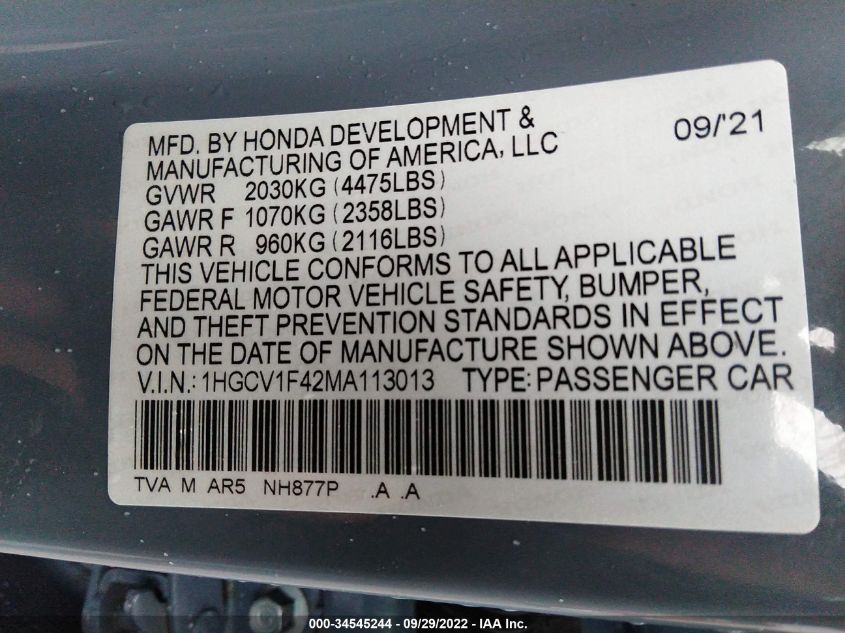 MFD. BY HONDA DEVELOPMENT & 09/'21
MANUFACTURING OF AMERICA, LLC
GVWR 2030KG (4475LBS)
GAWR F 1070KG (2358LBS)
GAWR R 960KG (2116LBS)
THIS VEHICLE CONFORMS TO ALL APPLICABLE
FEDERAL MOTOR VEHICLE SAFETY, BUMPER,
AND THEFT PREVENTION STANDARDS IN EFFECT
ON THE DATE OF MANUFACTURE SHOWN ABOVE.
V.I.N.: 1HGCV1F42MA113013 TYPE: PASSENGER CAR
TVA M AR5 NH877P .A .A
000-34545244 - 09/29/2022 - IAA Inc.